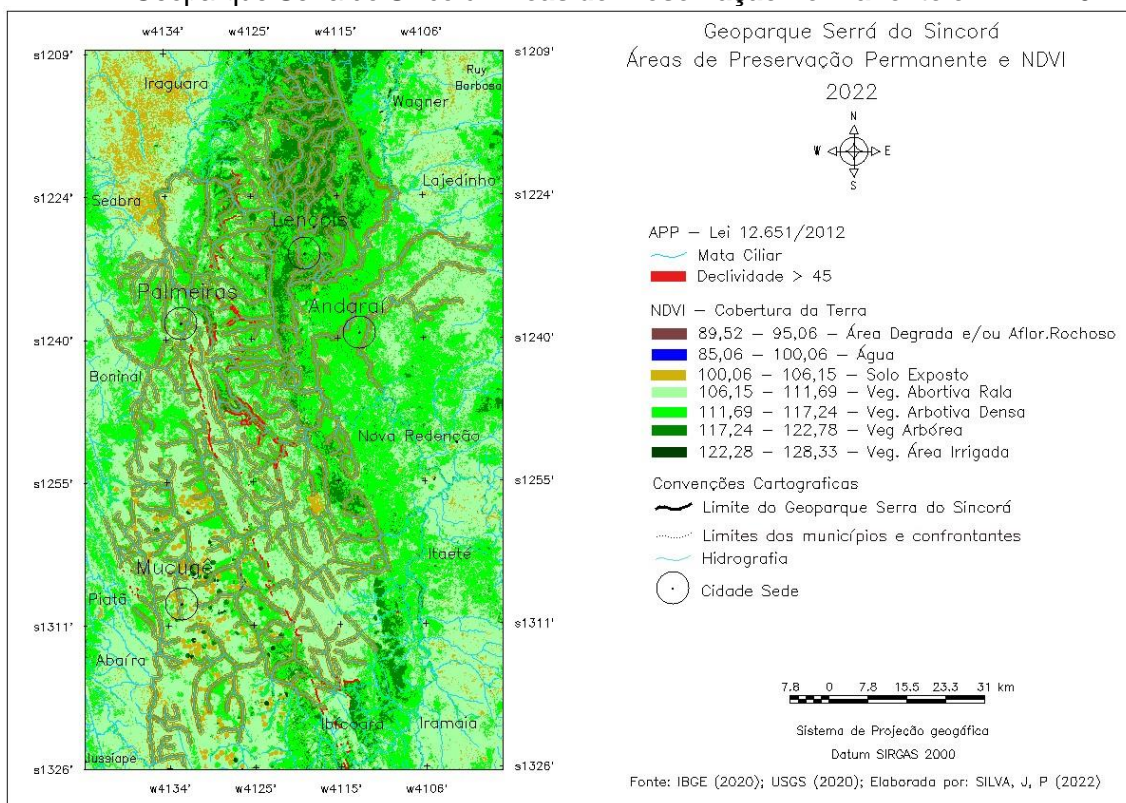 Geoparque Serra do Sincorá
Áreas de Preservação Permanente e NDVI
2022
N
W E
S
w4134' w4125' w4115' w4106'
s1209' s1209'
Iraguara
Ruy
Barbosa
Wagner
Lajedinho
s1224' s1224'
Seabra
Lençois
Palmeiras
Andaraí
s1240' s1240'
Boninal
Nova Redenção
s1255' s1255'
Itaetê
Mucugê
Piatã
s1311' s1311'
Abaíra
Ibicoara
Iramaia
Jussiape
s1326' s1326'
w4134' w4125' w4115' w4106'
APP – Lei 12.651/2012
Mata Ciliar
Declividade > 45
NDVI – Cobertura da Terra
89,52 – 95,06 – Área Degrada e/ou Aflor.Rochoso
85,06 – 100,06 – Água
100,06 – 106,15 – Solo Exposto
106,15 – 111,69 – Veg. Abortiva Rala
111,69 – 117,24 – Veg. Arbotiva Densa
117,24 – 122,78 – Veg Arbórea
122,28 – 128,33 – Veg. Área Irrigada
Convenções Cartograficas
Limite do Geoparque Serra do Sincorá
Limites dos municípios e confrontantes
Hidrografia
Cidade Sede
7.8 0 7.8 15.5 23.3 31 km
Sistema de Projeção geogáfica
Datum SIRGAS 2000
Fonte: IBGE (2020); USGS (2020); Elaborada por: SILVA, J, P (2022)